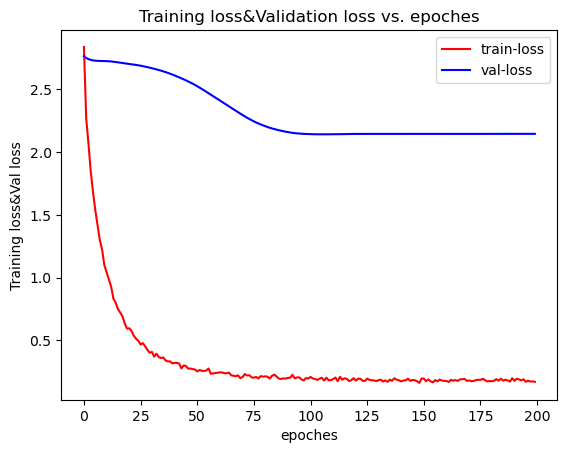 Training loss&Validation loss vs. epoches
train-loss
val-loss
Training loss&Val loss
2.5
2.0
1.5
1.0
0.5
0 25 50 75 100 125 150 175 200
epoches